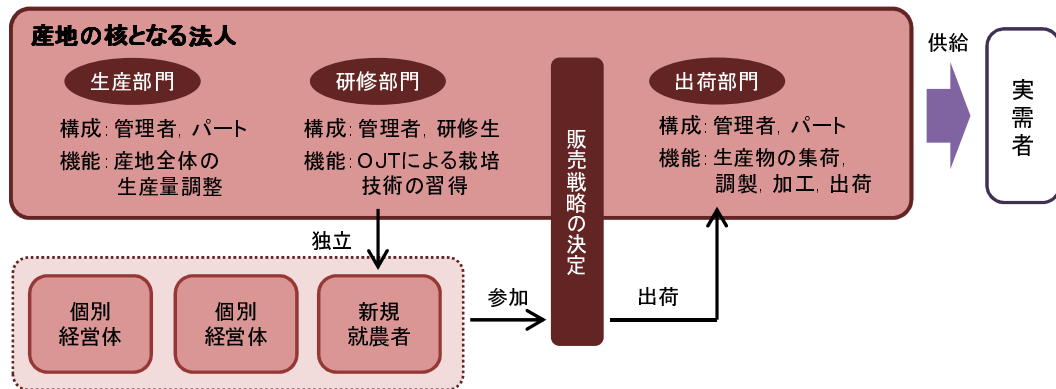 産地の核となる法人
生産部門
構成：管理者，パート
機能：産地全体の
生産量調整
研修部門
構成：管理者，研修生
機能：OJTによる栽培
技術の習得
販売戦略の決定
出荷部門
構成：管理者，パート
機能：生産物の集荷，
調製，加工，出荷
供給
実需者
独立
個別
経営体
個別
経営体
新規
就農者
参加
出荷